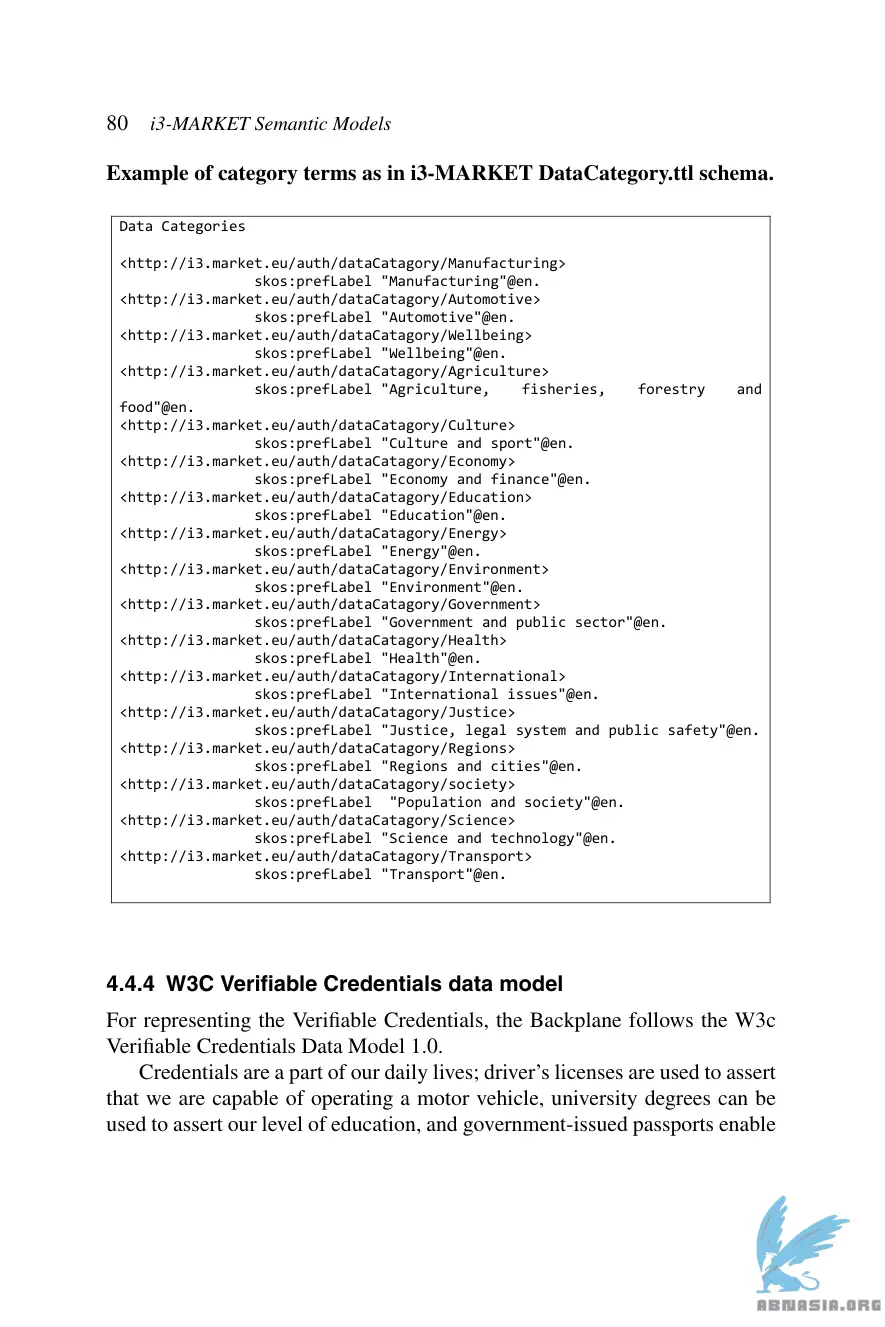 80 i3-MARKET Semantic Models
Example of category terms as in i3-MARKET DataCategory.ttl schema.
Data Categories
<http://i3.market.eu/auth/dataCatagory/Manufacturing>
skos:prefLabel "Manufacturing"@en.
<http://i3.market.eu/auth/dataCatagory/Automotive>
skos:prefLabel "Automotive"@en.
<http://i3.market.eu/auth/dataCatagory/Wellbeing>
skos:prefLabel "Wellbeing"@en.
<http://i3.market.eu/auth/dataCatagory/Agriculture>
skos:prefLabel "Agriculture, fisheries, forestry and
food"@en.
<http://i3.market.eu/auth/dataCatagory/Culture>
skos:prefLabel "Culture and sport"@en.
<http://i3.market.eu/auth/dataCatagory/Economy>
skos:prefLabel "Economy and finance"@en.
<http://i3.market.eu/auth/dataCatagory/Education>
skos:prefLabel "Education"@en.
<http://i3.market.eu/auth/dataCatagory/Energy>
skos:prefLabel "Energy"@en.
<http://i3.market.eu/auth/dataCatagory/Environment>
skos:prefLabel "Environment"@en.
<http://i3.market.eu/auth/dataCatagory/Government>
skos:prefLabel "Government and public sector"@en.
<http://i3.market.eu/auth/dataCatagory/Health>
skos:prefLabel "Health"@en.
<http://i3.market.eu/auth/dataCatagory/International>
skos:prefLabel "International issues"@en.
<http://i3.market.eu/auth/dataCatagory/Justice>
skos:prefLabel "Justice, legal system and public safety"@en.
<http://i3.market.eu/auth/dataCatagory/Regions>
skos:prefLabel "Regions and cities"@en.
<http://i3.market.eu/auth/dataCatagory/society>
skos:prefLabel "Population and society"@en.
<http://i3.market.eu/auth/dataCatagory/Science>
skos:prefLabel "Science and technology"@en.
<http://i3.market.eu/auth/dataCatagory/Transport>
skos:prefLabel "Transport"@en.
4.4.4 W3C Verifiable Credentials data model
For representing the Verifiable Credentials, the Backplane follows the W3c
Verifiable Credentials Data Model 1.0.
Credentials are a part of our daily lives; driver's licenses are used to assert
that we are capable of operating a motor vehicle, university degrees can be
used to assert our level of education, and government-issued passports enable
ABNASIA.ORG